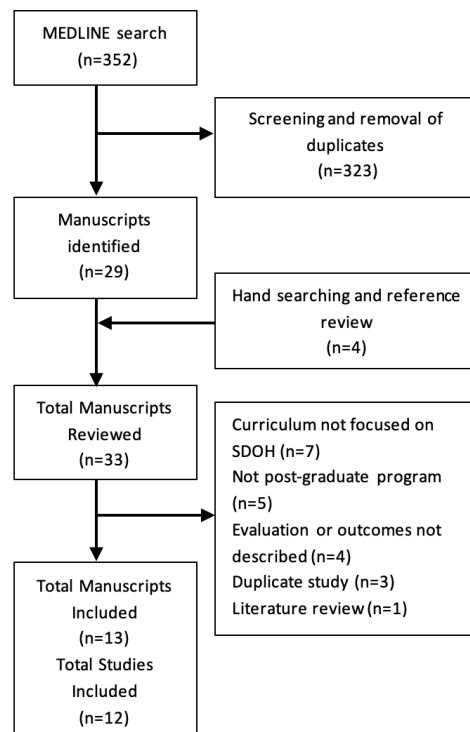 MEDLINE search
(n=352)
Screening and removal of
duplicates
(n=323)
Manuscripts
identified
(n=29)
Hand searching and reference
review
(n=4)
Total Manuscripts
Reviewed
(n=33)
Curriculum not focused on
SDOH (n=7)
Not post-graduate program
(n=5)
Evaluation or outcomes not
described (n=4)
Duplicate study (n=3)
Literature review (n=1)
Total Manuscripts
Included
(n=13)
Total Studies
Included
(n=12)